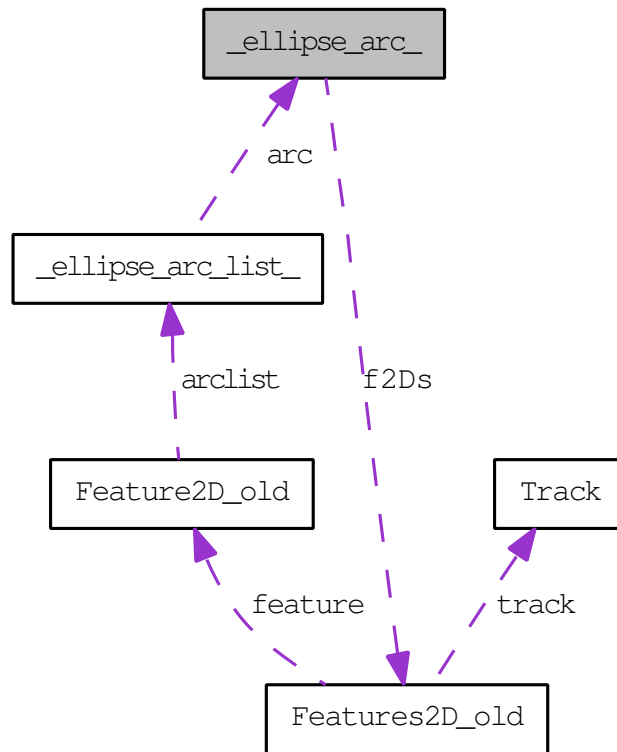 _ellipse_arc_
arc
_ellipse_arc_list_
arclist
f2Ds
Feature2D_old
Track
feature
track
Features2D_old